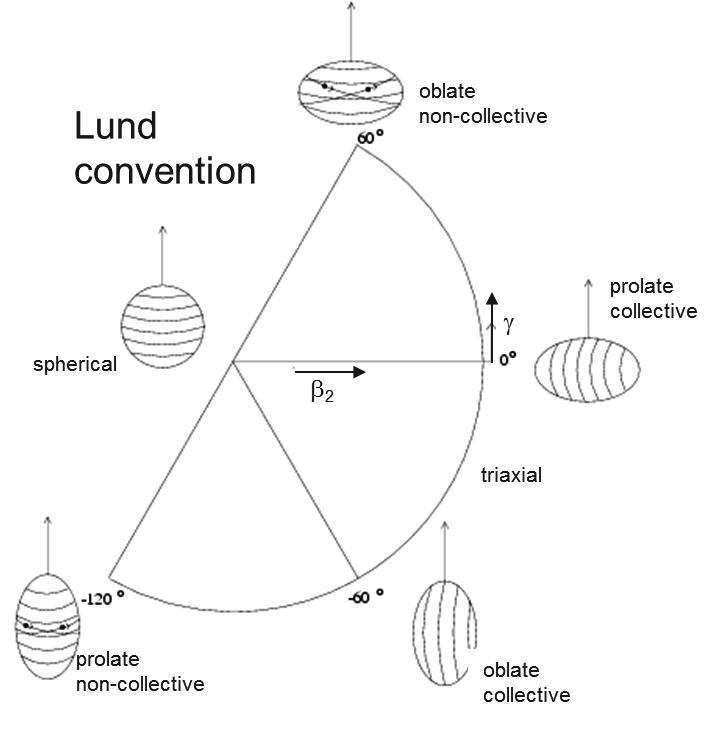 oblate
non-collective
60°
Lund
convention
prolate
collective
γ
spherical
0°
β₂
triaxial
-120°
-60°
prolate
non-collective
oblate
collective